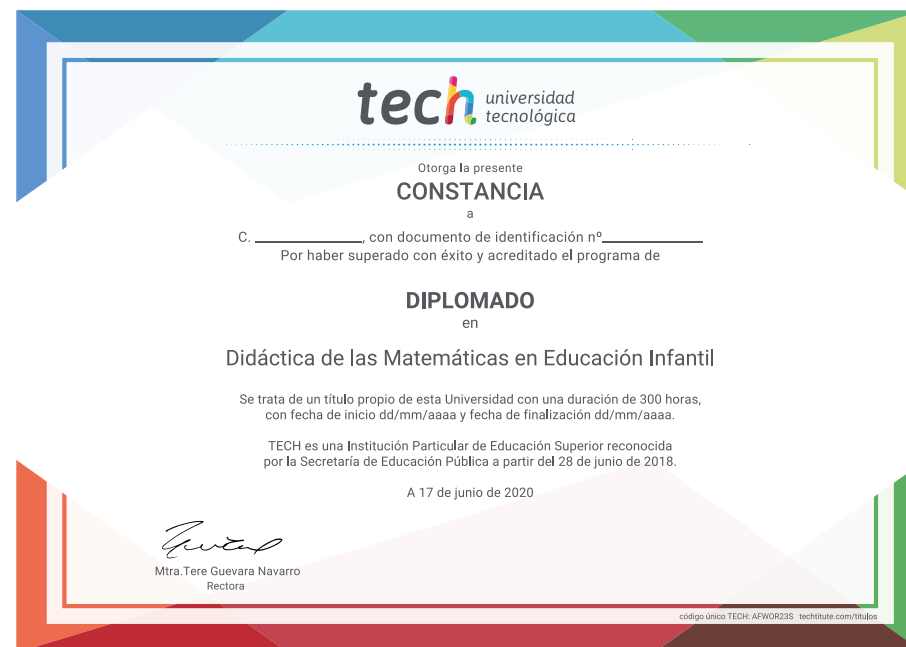 tech universidad
tecnológica
Otorga la presente
CONSTANCIA
a
C. ____________, con documento de identificación nº____________
Por haber superado con éxito y acreditado el programa de
DIPLOMADO
en
Didáctica de las Matemáticas en Educación Infantil
Se trata de un título propio de esta Universidad con una duración de 300 horas,
con fecha de inicio dd/mm/aaaa y fecha de finalización dd/mm/aaaa.
TECH es una Institución Particular de Educación Superior reconocida
por la Secretaría de Educación Pública a partir del 28 de junio de 2018.
A 17 de junio de 2020
Mtra.Tere Guevara Navarro
Rectora
código único TECH: AFWOR23S techtitute.com/titulos